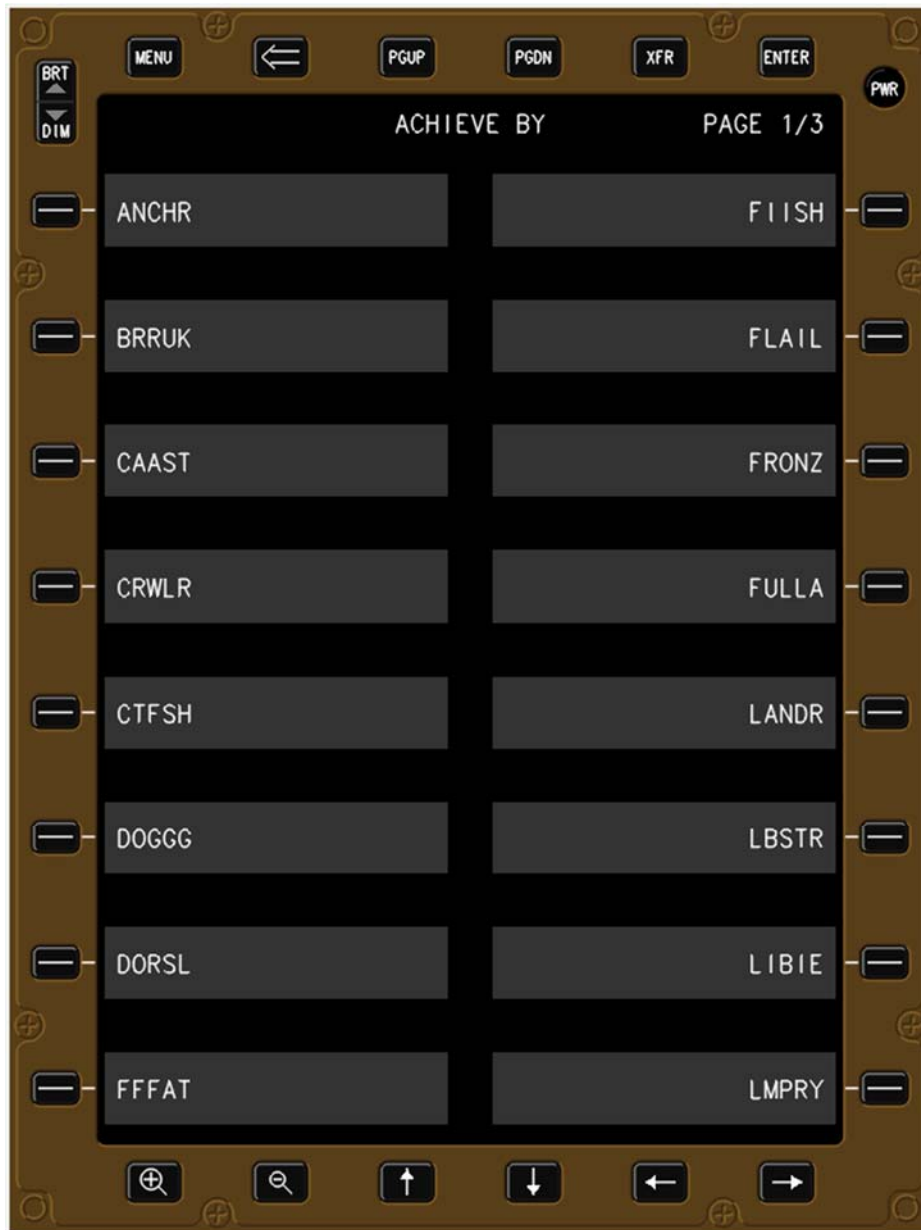 MENU PGUP PGDN XFR ENTER
BRT
DIM
PWR
ACHIEVE BY PAGE 1/3
ANCHR FIISH
BRRUK FLAIL
CAAST FRONZ
CRWLR FULLA
CTFSH LANDR
DOGGG LBSTR
DORSL LIBIE
FFFAT LMPRY